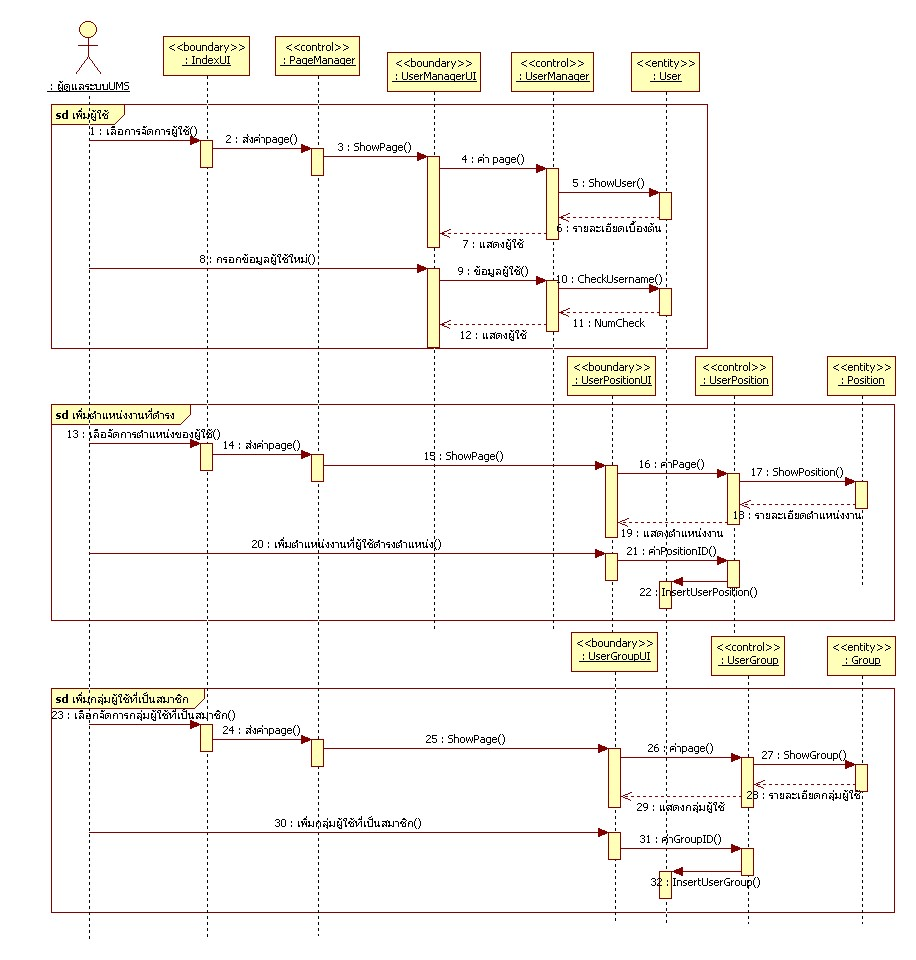 <<boundary>>
: IndexUI
<<control>>
: PageManager
<<boundary>>
: UserManagerUI
<<control>>
: UserManager
<<entity>>
: User
: ผู้ดูแลระบบUMS
sd เพิ่มผู้ใช้
1 : เลือการจัดการผู้ใช้()
2 : ส่งค่าpage()
3 : ShowPage()
4 : ค่า page()
5 : ShowUser()
6 : รายละเอียดเบื้องต้น
7 : แสดงผู้ใช้
8 : กรอกข้อมูลผู้ใช้ใหม่()
9 : ข้อมูลผู้ใช้()
10 : CheckUsername()
11 : NumCheck
12 : แสดงผู้ใช้
<<boundary>>
: UserPositionUI
<<control>>
: UserPosition
<<entity>>
: Position
sd เพิ่มตำแหน่งงานที่ดำรง
13 : เลือจัดการตำแหน่งของผู้ใช้()
14 : ส่งค่าpage()
15 : ShowPage()
16 : ค่าPage()
17 : ShowPosition()
18 : รายละเอียดตำแหน่งงาน
19 : แสดงตำแหน่งงาน
20 : เพิ่มตำแหน่งงานที่ผู้ใช้ดำรงตำแหน่ง()
21 : ค่าPositionID()
22 : InsertUserPosition()
<<boundary>>
: UserGroupUI
<<control>>
: UserGroup
<<entity>>
: Group
sd เพิ่มกลุ่มผู้ใช้ที่เป็นสมาชิก
23 : เลือกจัดการกลุ่มผู้ใช้ที่เป็นสมาชิก()
24 : ส่งค่าpage()
25 : ShowPage()
26 : ค่าpage()
27 : ShowGroup()
28 : รายละเอียดกลุ่มผู้ใช้
29 : แสดงกลุ่มผู้ใช้
30 : เพิ่มกลุ่มผู้ใช้ที่เป็นสมาชิก()
31 : ค่าGroupID()
32 : InsertUserGroup()